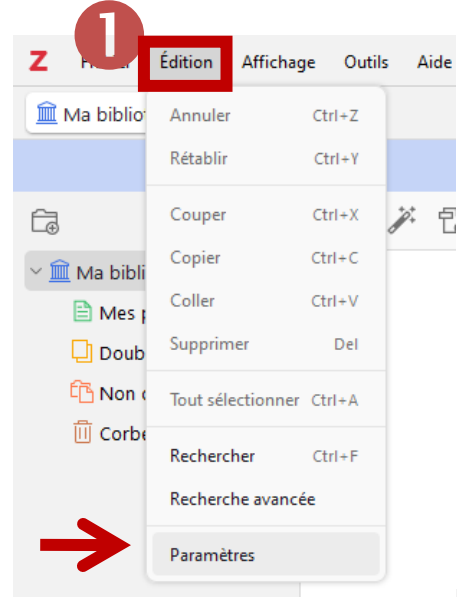 1
Z Édition Affichage Outils Aide
Ma biblio
Annuler Ctrl+Z
Rétablir Ctrl+Y
Couper Ctrl+X
Ma bibli Copier Ctrl+C
Mes Coller Ctrl+V
Doub Supprimer Del
Non Tout sélectionner Ctrl+A
Corbe
Rechercher Ctrl+F
Recherche avancée
Paramètres